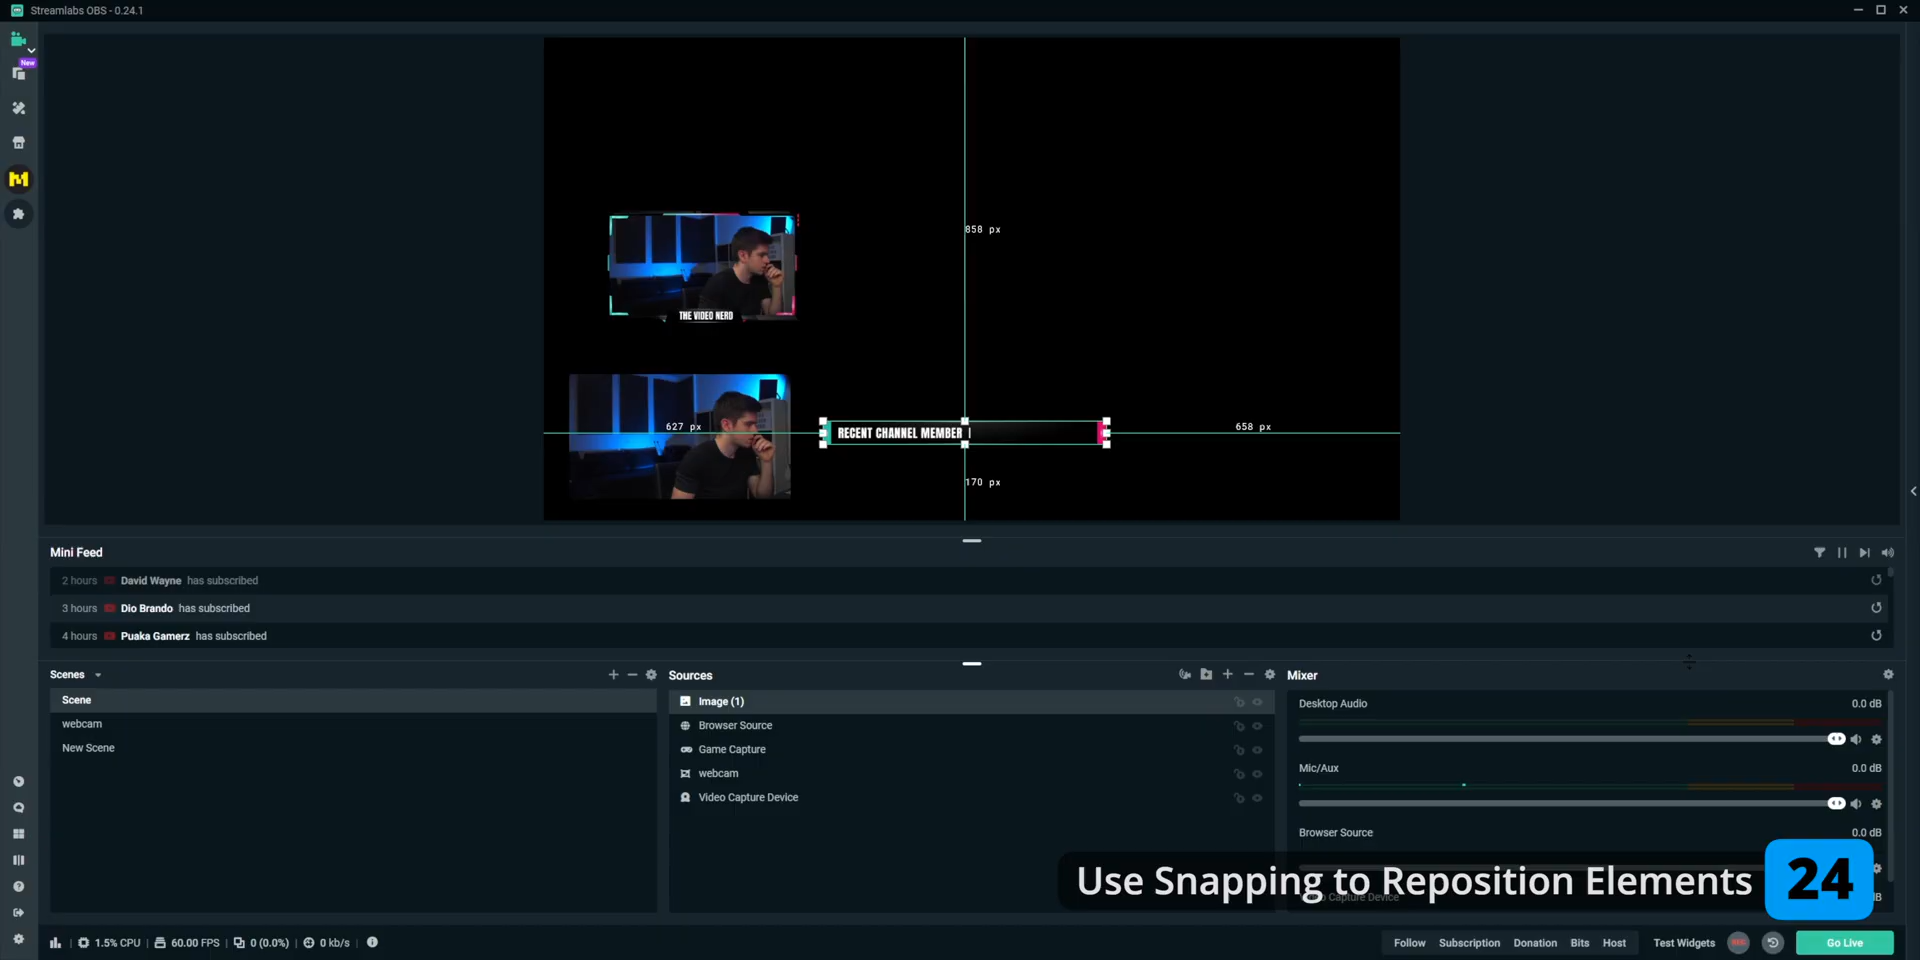 Streamlabs OBS - 0.24.1
New
858 px
THE VIDEO NERD
627 px
RECENT CHANNEL MEMBER
658 px
170 px
Mini Feed
2 hours David Wayne has subscribed
3 hours Dio Brando has subscribed
4 hours Puaka Gamerz has subscribed
Scenes
Scene
webcam
New Scene
Sources
Image (1)
Browser Source
Game Capture
webcam
Video Capture Device
Mixer
Desktop Audio 0.0 dB
Mic/Aux 0.0 dB
Browser Source 0.0 dB
Video Capture Device dB
Use Snapping to Reposition Elements 24
1.5% CPU 60.00 FPS 0 (0.0%) 0 kb/s
Follow Subscription Donation Bits Host Test Widgets REC Go Live